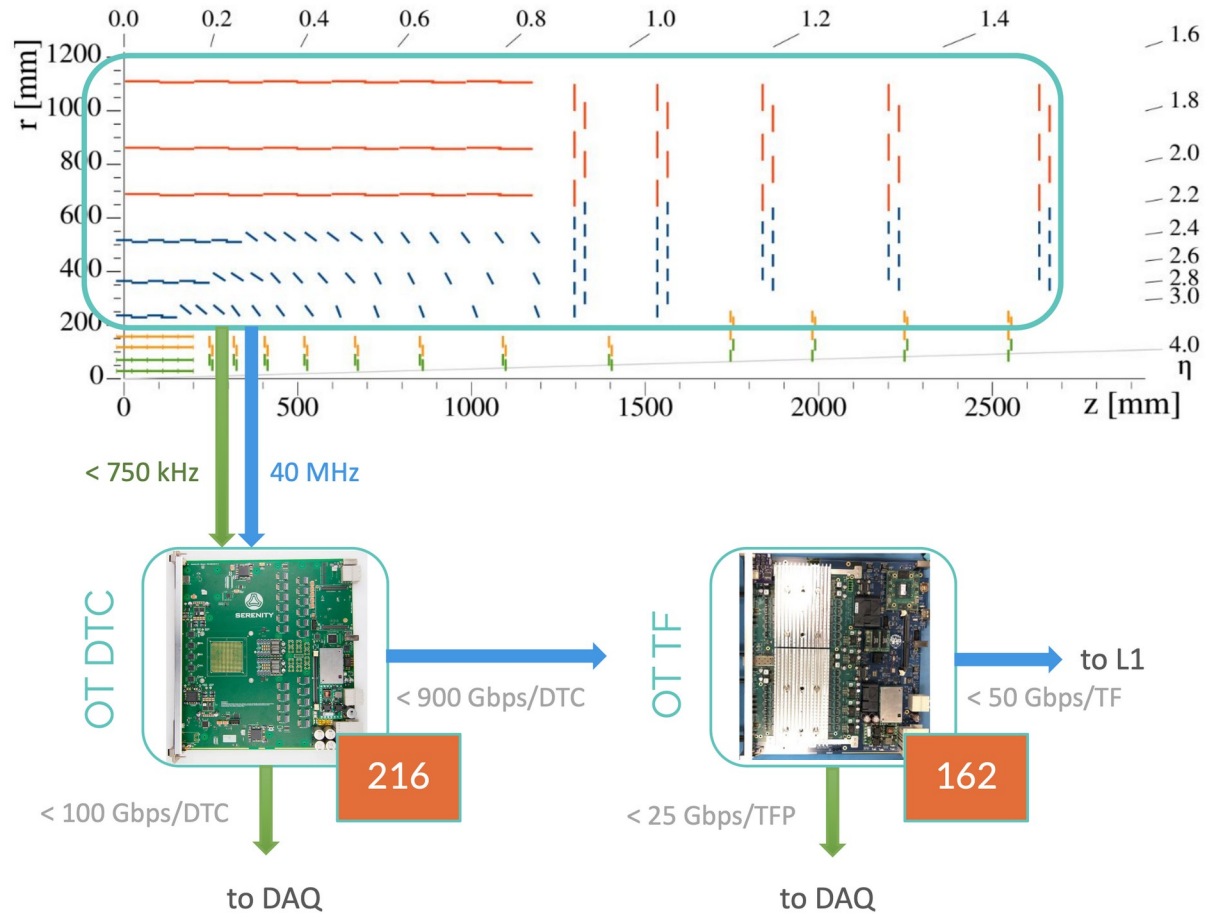 0.0 0.2 0.4 0.6 0.8 1.0 1.2 1.4 1.6
r [mm]
1200
1000
800
600
400
200
0
1.8
2.0
2.2
2.4
2.6
2.8
3.0
4.0
η
0 500 1000 1500 2000 2500 z [mm]
< 750 kHz
40 MHz
OT DTC
SERENITY
216
< 900 Gbps/DTC
< 100 Gbps/DTC
to DAQ
OT TF
162
to L1
< 50 Gbps/TF
< 25 Gbps/TFP
to DAQ